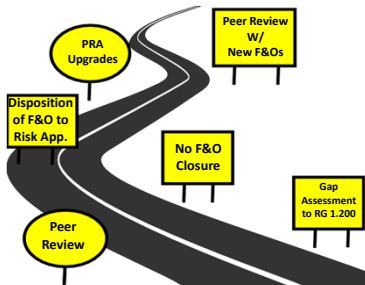 PRA
Upgrades
Peer Review
W/
New F&Os
Disposition
of F&O to
Risk App.
No F&O
Closure
Gap
Assessment
to RG 1.200
Peer
Review